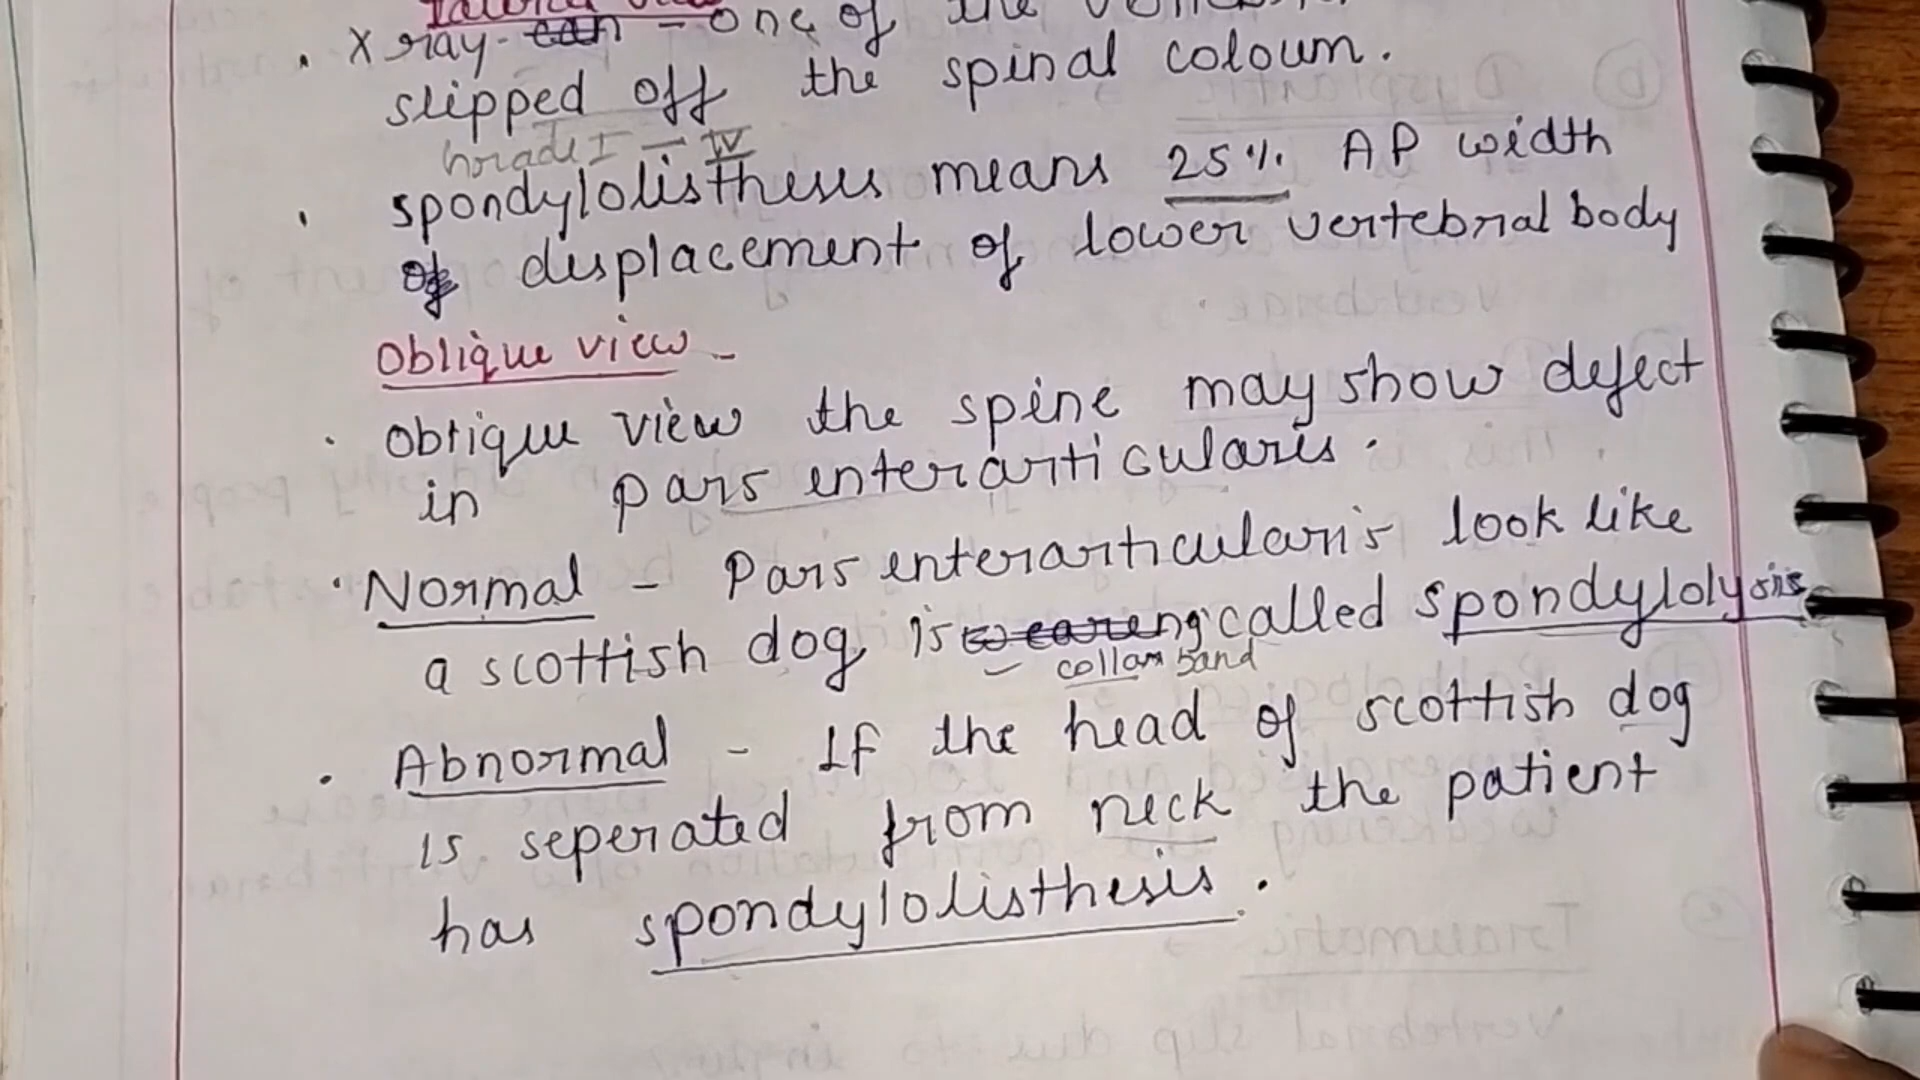 • X ray - one of the
slipped off the spinal coloum.
Grade I — IV
• spondylolisthesis means 25% AP width
of displacement of lower vertebral body
Oblique view -
• oblique view the spine may show defect
in pars interarticularis.
• Normal - Pars interarticularis look like
a scottish dog is wearing called spondylolysis
collar band
• Abnormal - If the head of scottish dog
is seperated from neck the patient
has spondylolisthesis.